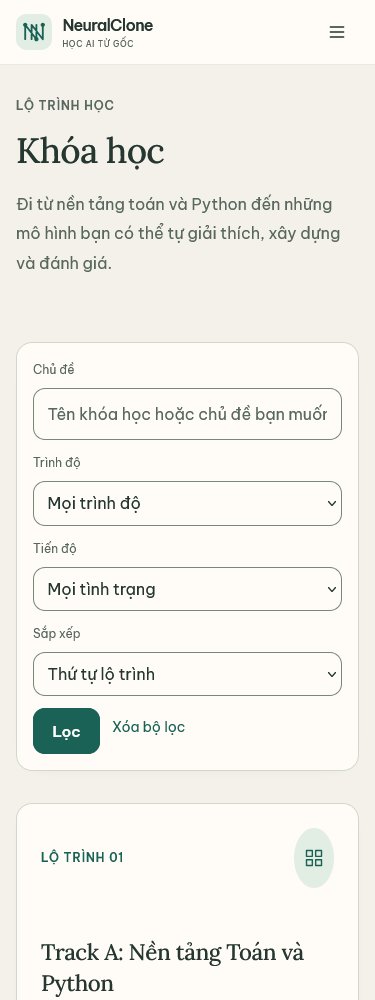 NeuralClone
HỌC AI TỪ GỐC
LỘ TRÌNH HỌC
Khóa học
Đi từ nền tảng toán và Python đến những
mô hình bạn có thể tự giải thích, xây dựng
và đánh giá.
Chủ đề
Tên khóa học hoặc chủ đề bạn muốn
Trình độ
Mọi trình độ
Tiến độ
Mọi tình trạng
Sắp xếp
Thứ tự lộ trình
Lọc
Xóa bộ lọc
LỘ TRÌNH 01
Track A: Nền tảng Toán và
Python